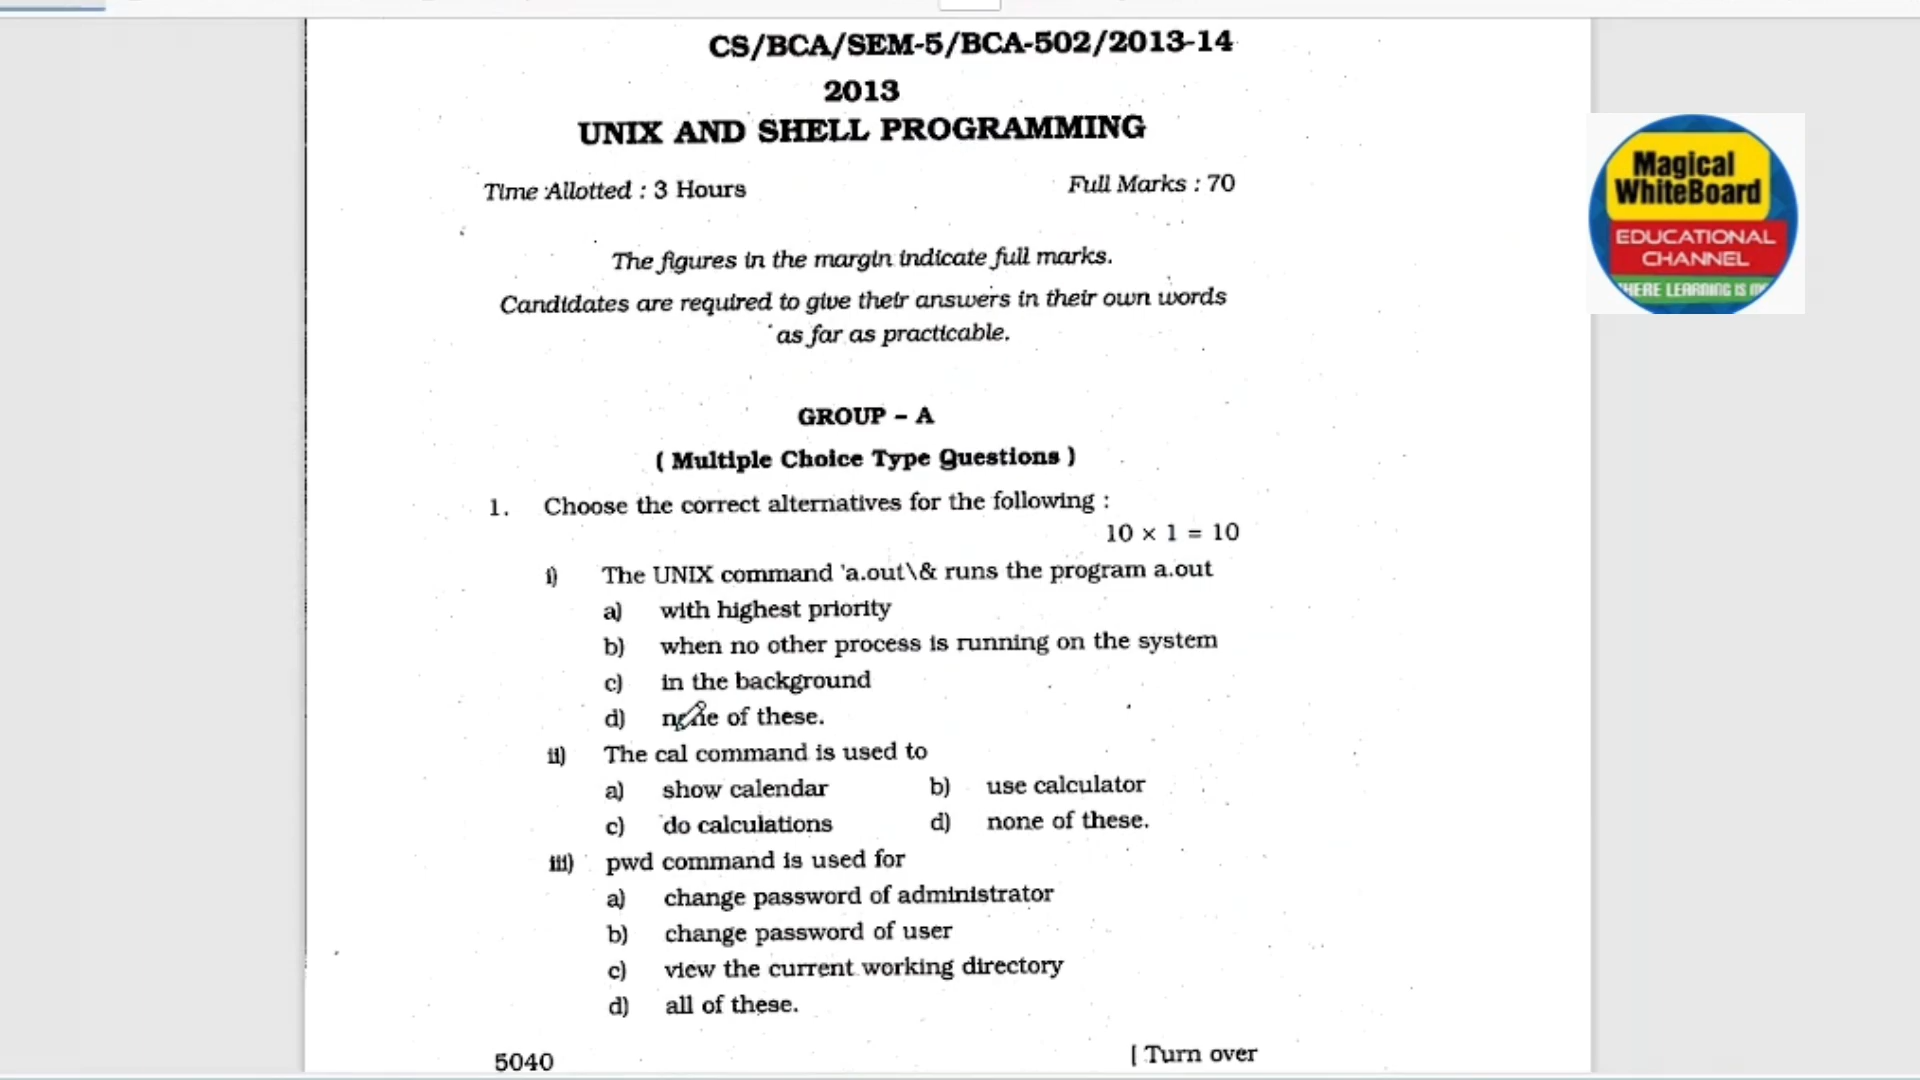 CS/BCA/SEM-5/BCA-502/2013-14
2013
UNIX AND SHELL PROGRAMMING
Time Allotted : 3 Hours Full Marks : 70
The figures in the margin indicate full marks.
Candidates are required to give their answers in their own words
as far as practicable.
GROUP – A
( Multiple Choice Type Questions )
1. Choose the correct alternatives for the following :
10 × 1 = 10
i) The UNIX command 'a.out\& runs the program a.out
a) with highest priority
b) when no other process is running on the system
c) in the background
d) none of these.
ii) The cal command is used to
a) show calendar b) use calculator
c) do calculations d) none of these.
iii) pwd command is used for
a) change password of administrator
b) change password of user
c) view the current working directory
d) all of these.
5040 [ Turn over
Magical
WhiteBoard
EDUCATIONAL
CHANNEL
HERE LEARNING IS